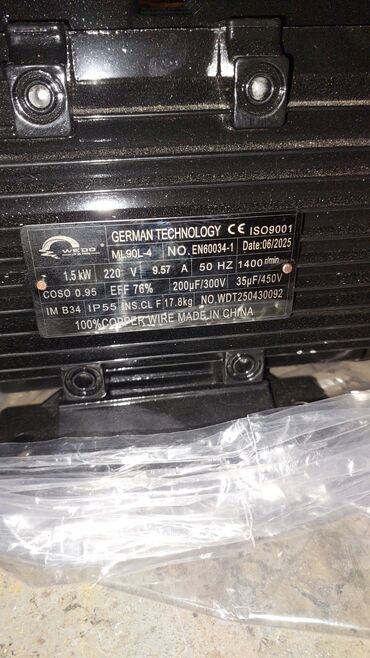 WEDO
GERMAN TECHNOLOGY CE ISO9001
ML90L-4 NO. EN60034-1 Date:06/2025
1.5 kW 220 V 9.57 A 50 HZ 1400 r/min
COSO 0.95 EFF 76% 200μF/300V 35μF/450V
IM B34 IP55 INS.CL F 17.8kg NO.WDT250430092
100%COPPER WIRE MADE IN CHINA